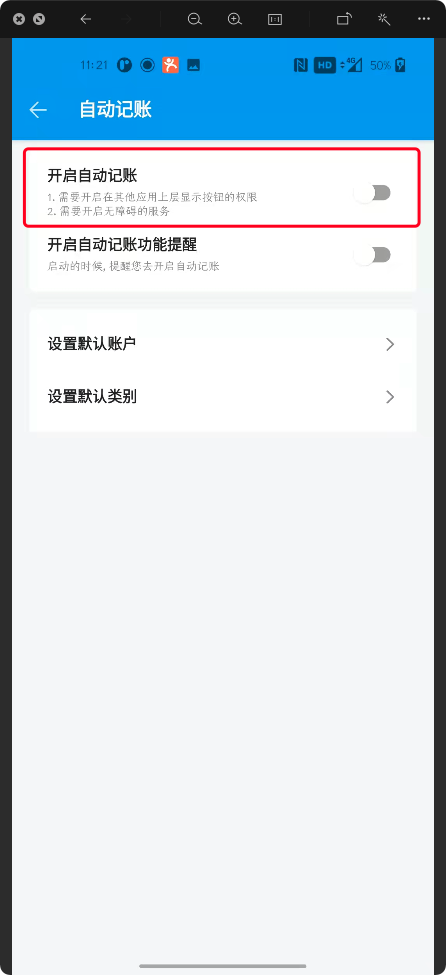 11:21
HD
4G
50%
自动记账
开启自动记账
1. 需要开启在其他应用上层显示按钮的权限
2. 需要开启无障碍的服务
开启自动记账功能提醒
启动的时候, 提醒您去开启自动记账
设置默认账户
设置默认类别